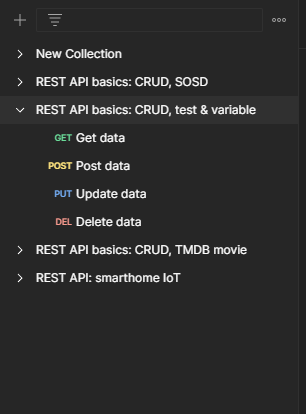 New Collection
REST API basics: CRUD, SOSD
REST API basics: CRUD, test & variable
GET Get data
POST Post data
PUT Update data
DEL Delete data
REST API basics: CRUD, TMDB movie
REST API: smarthome IoT